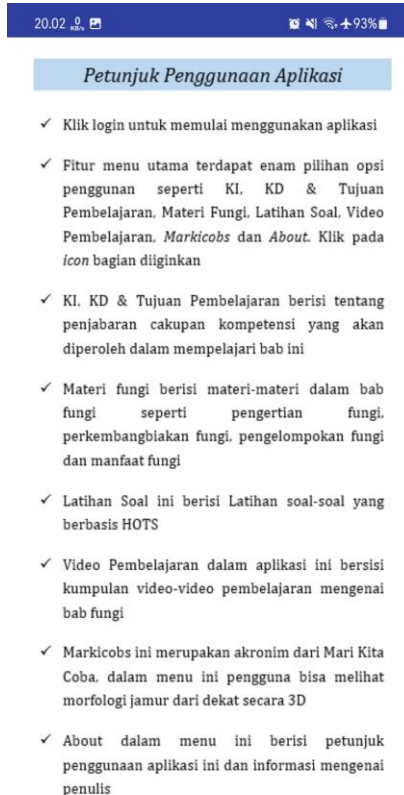 20.02 0 KB/s 93%
Petunjuk Penggunaan Aplikasi
✓ Klik login untuk memulai menggunakan aplikasi
✓ Fitur menu utama terdapat enam pilihan opsi
penggunan seperti KI, KD & Tujuan
Pembelajaran, Materi Fungi, Latihan Soal, Video
Pembelajaran, Markicobs dan About. Klik pada
icon bagian diiginkan
✓ KI, KD & Tujuan Pembelajaran berisi tentang
penjabaran cakupan kompetensi yang akan
diperoleh dalam mempelajari bab ini
✓ Materi fungi berisi materi-materi dalam bab
fungi seperti pengertian fungi,
perkembangbiakan fungi, pengelompokan fungi
dan manfaat fungi
✓ Latihan Soal ini berisi Latihan soal-soal yang
berbasis HOTS
✓ Video Pembelajaran dalam aplikasi ini bersisi
kumpulan video-video pembelajaran mengenai
bab fungi
✓ Markicobs ini merupakan akronim dari Mari Kita
Coba, dalam menu ini pengguna bisa melihat
morfologi jamur dari dekat secara 3D
✓ About dalam menu ini berisi petunjuk
penggunaan aplikasi ini dan informasi mengenai
penulis